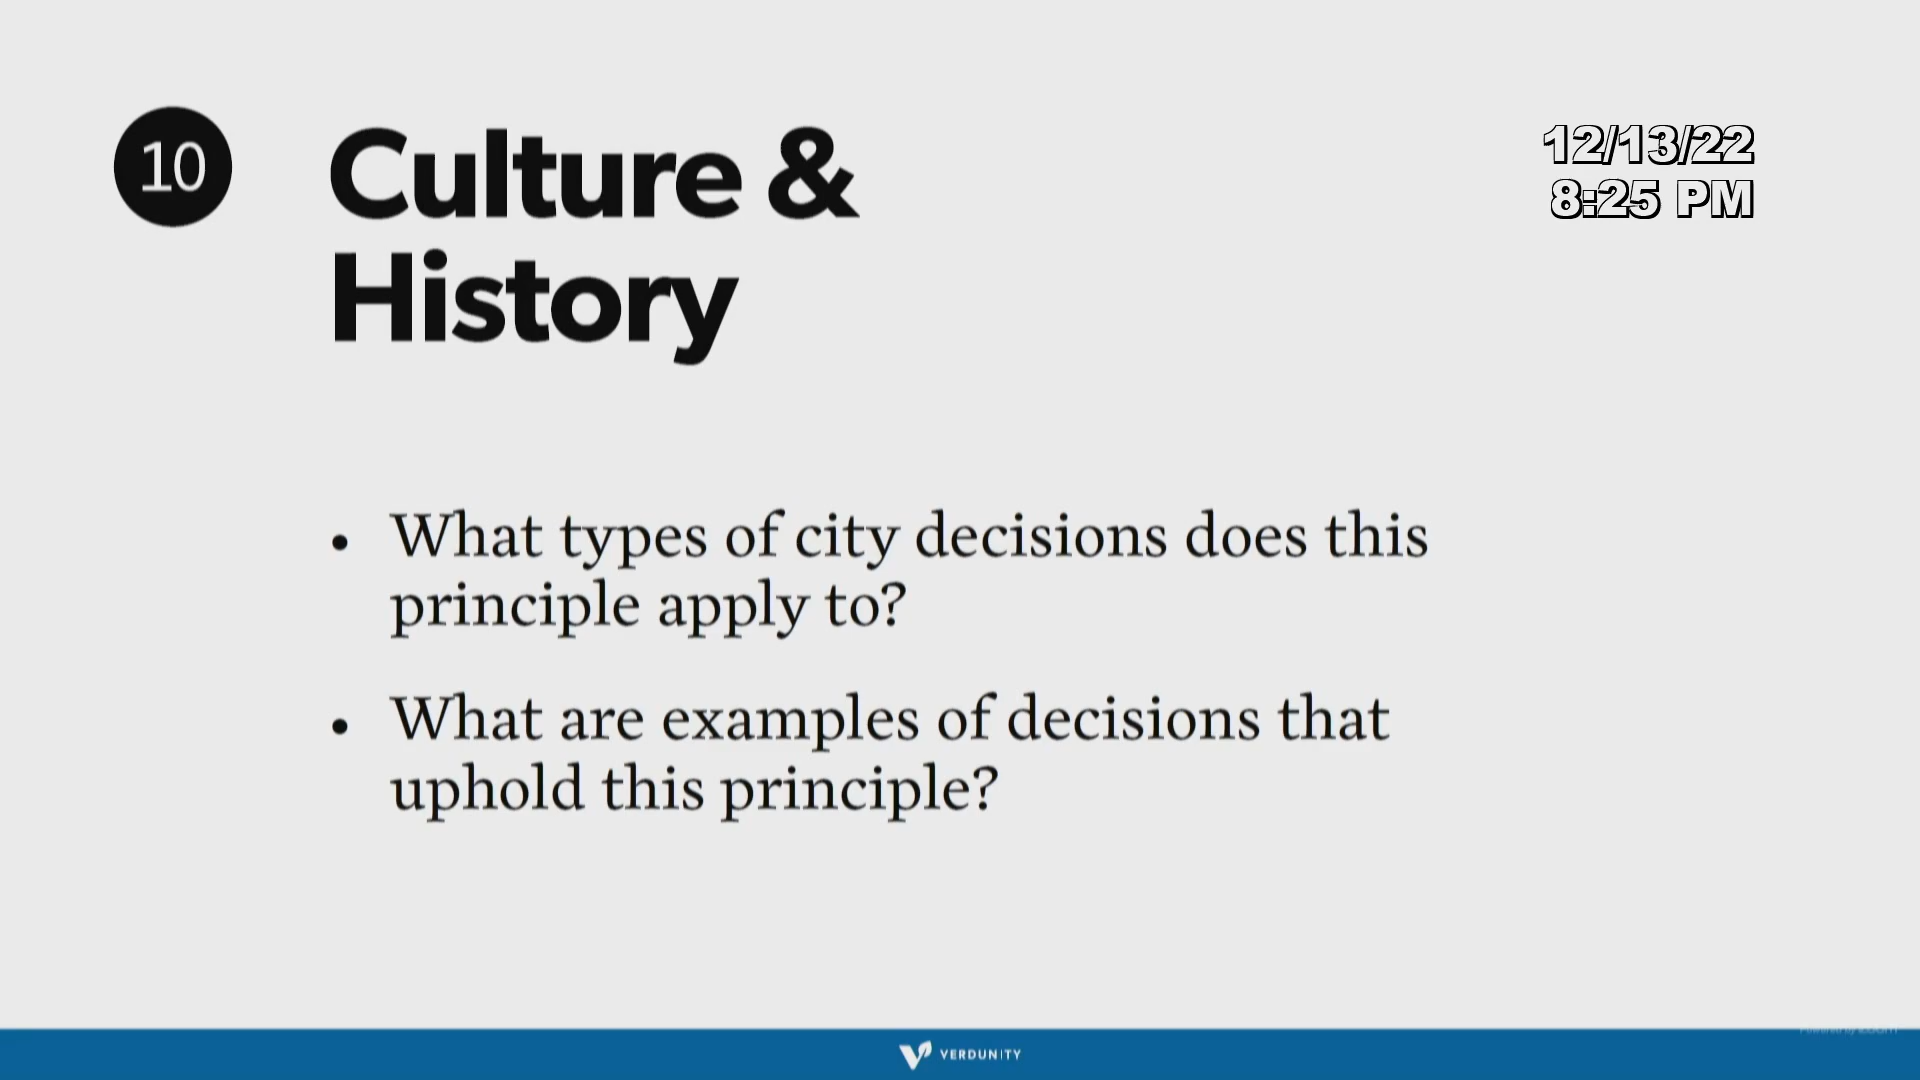 10
Culture &
History
12/13/22
8:25 PM
• What types of city decisions does this
principle apply to?
• What are examples of decisions that
uphold this principle?
VERDUNITY